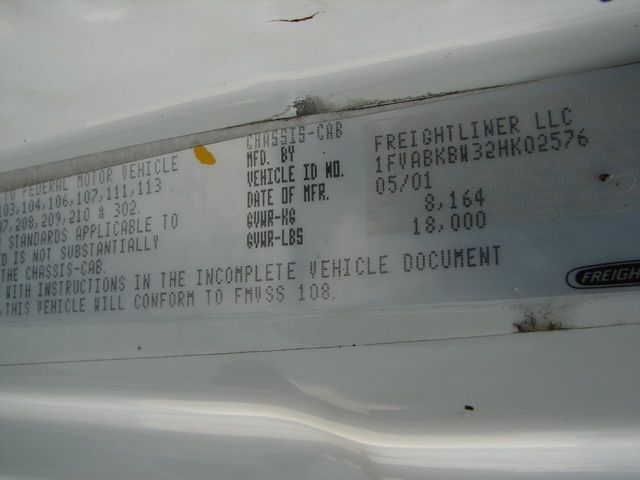 CHASSIS-CAB
MFD. BY FREIGHTLINER LLC
VEHICLE ID NO. 1FVABKBW32HK02576
DATE OF MFR. 05/01
GVWR-KG 8,164
GVWR-LBS 18,000
TO FEDERAL MOTOR VEHICLE
103,104,106,107,111,113
207,208,209,210 & 302.
STANDARDS APPLICABLE TO
D IS NOT SUBSTANTIALLY
THE CHASSIS-CAB.
WITH INSTRUCTIONS IN THE INCOMPLETE VEHICLE DOCUMENT
,THIS VEHICLE WILL CONFORM TO FMVSS 108.
FREIGH